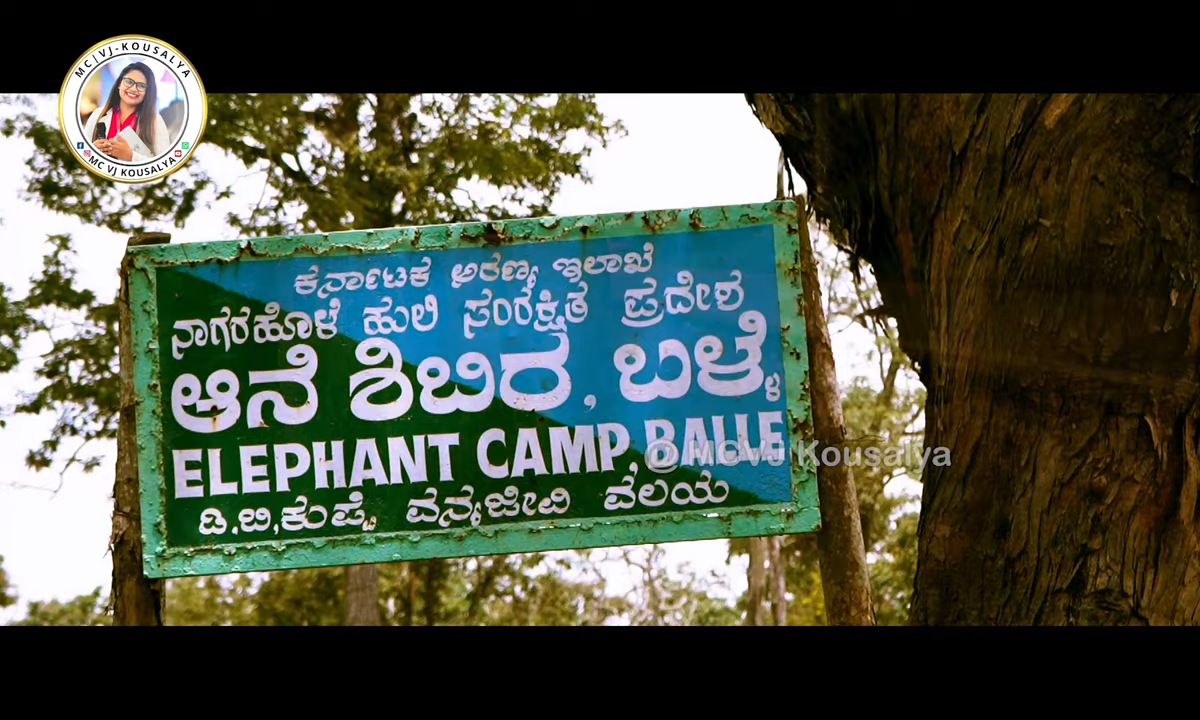 MC|VJ-KOUSALYA
MC VJ KOUSALYA
ಕರ್ನಾಟಕ ಅರಣ್ಯ ಇಲಾಖೆ
ನಾಗರಹೊಳೆ ಹುಲಿ ಸಂರಕ್ಷಿತ ಪ್ರದೇಶ
ಆನೆ ಶಿಬಿರ, ಬಳ್ಳೆ
ELEPHANT CAMP, BALLE
@ MCVJ Kousalya
ಡಿ.ಬಿ.ಕುಪ್ಪೆ ವನ್ಯಜೀವಿ ವಲಯ